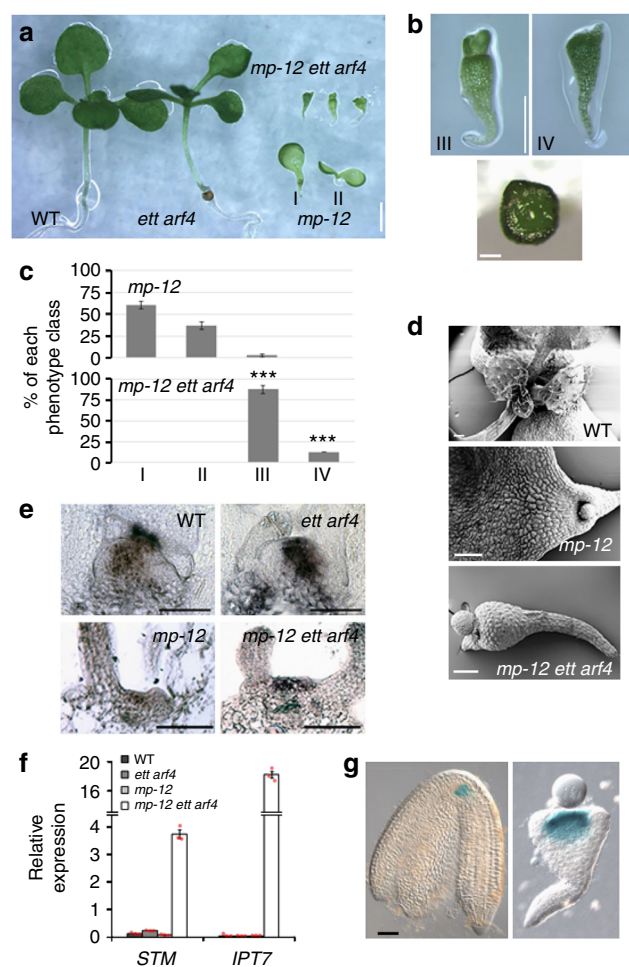 a
mp-12 ett arf4
WT
ett arf4
I
II
mp-12
b
III
IV
c
% of each
phenotype class
100
75
50
25
0
mp-12
100
75
50
25
0
mp-12 ett arf4
***
***
I
II
III
IV
d
WT
mp-12
mp-12 ett arf4
e
WT
ett arf4
mp-12
mp-12 ett arf4
f
Relative
expression
20
16
4
2
0
WT
ett arf4
mp-12
mp-12 ett arf4
STM
IPT7
g